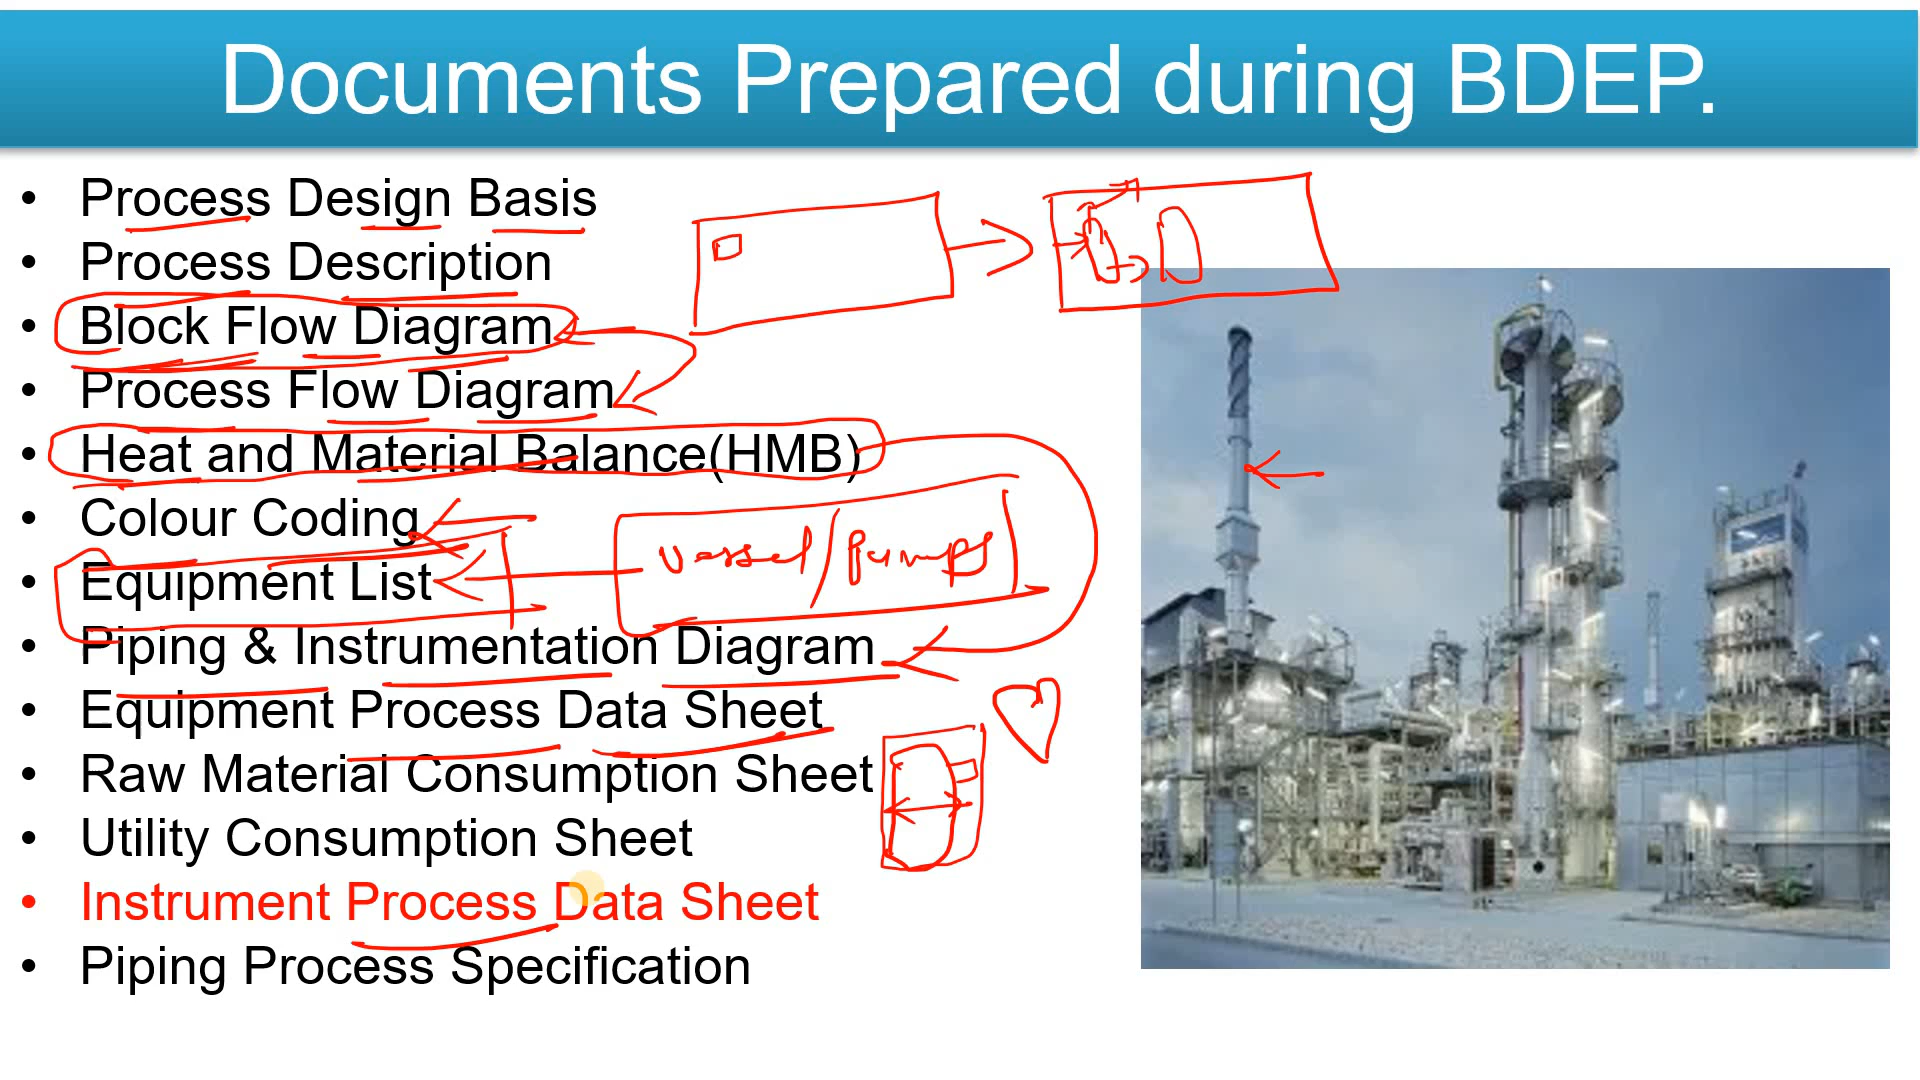 Documents Prepared during BDEP.
• Process Design Basis
• Process Description
• Block Flow Diagram
• Process Flow Diagram
• Heat and Material Balance(HMB)
• Colour Coding
• Equipment List
vessel/pumps
• Piping & Instrumentation Diagram
• Equipment Process Data Sheet
• Raw Material Consumption Sheet
• Utility Consumption Sheet
• Instrument Process Data Sheet
• Piping Process Specification